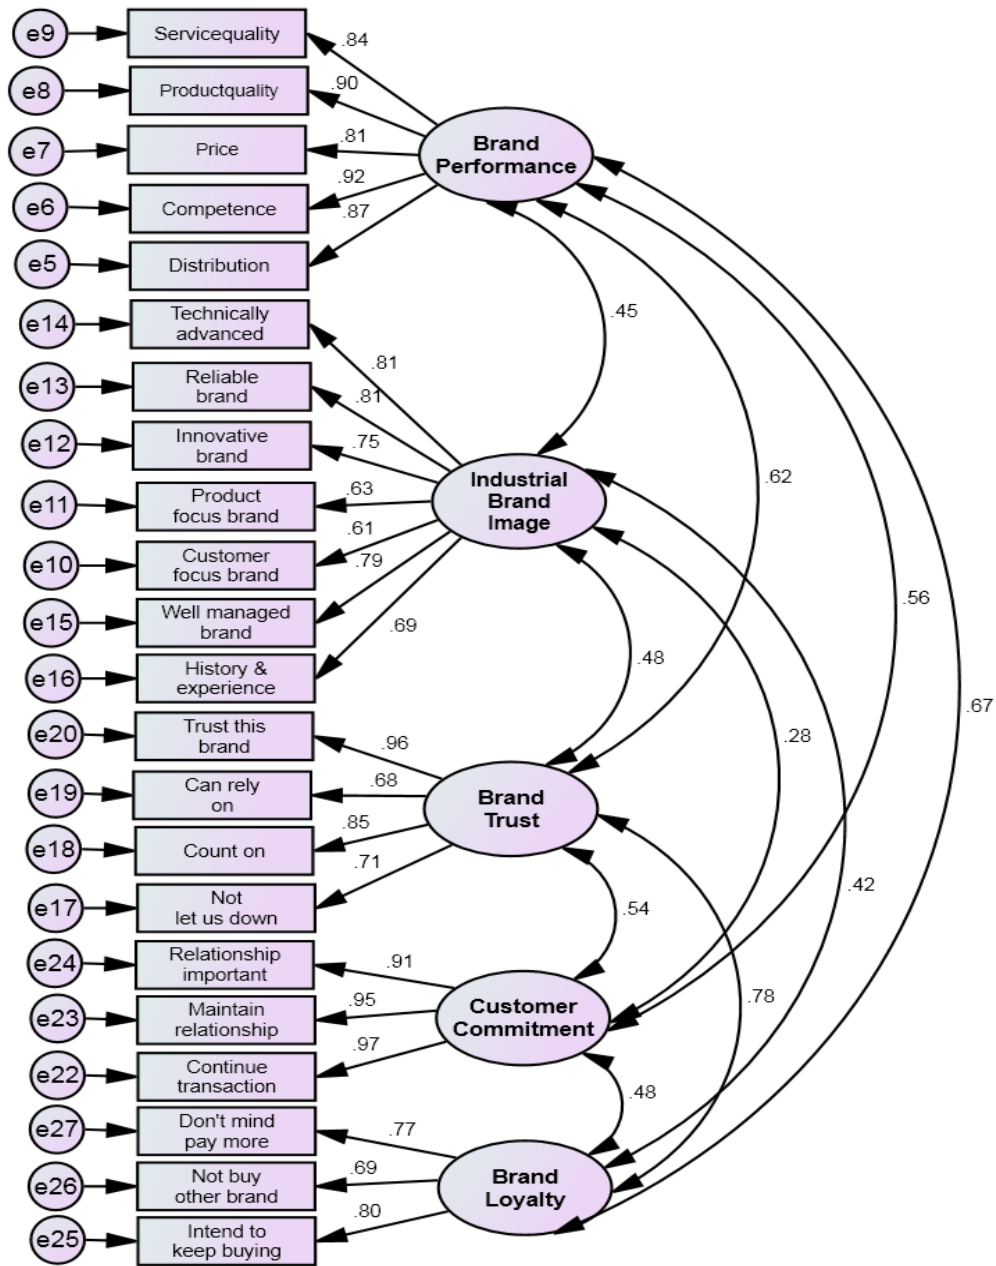 e9
Servicequality
.84
e8
Productquality
.90
e7
Price
.81
Brand
Performance
e6
Competence
.92
e5
Distribution
.87
e14
Technically
advanced
.81
.45
e13
Reliable
brand
.81
e12
Innovative
brand
.75
Industrial
Brand
Image
.62
e11
Product
focus brand
.63
e10
Customer
focus brand
.61
e15
Well managed
brand
.79
.56
e16
History &
experience
.69
.48
.67
e20
Trust this
brand
.96
.28
e19
Can rely
on
.68
Brand
Trust
e18
Count on
.85
e17
Not
let us down
.71
.42
.54
e24
Relationship
important
.91
e23
Maintain
relationship
.95
Customer
Commitment
.78
e22
Continue
transaction
.97
.48
e27
Don't mind
pay more
.77
e26
Not buy
other brand
.69
Brand
Loyalty
e25
Intend to
keep buying
.80